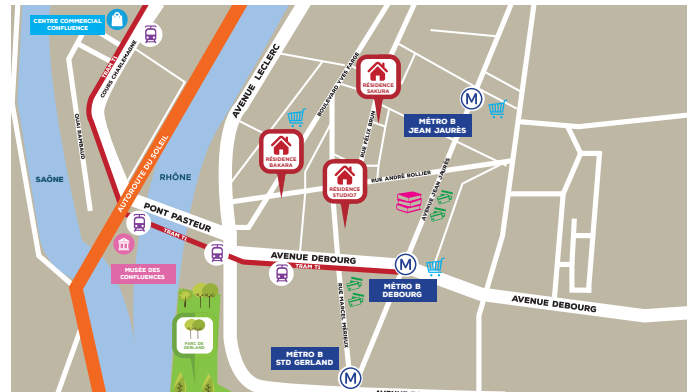 CENTRE COMMERCIAL
CONFLUENCE
TRAM T1
COURS CHARLEMAGNE
QUAI RAMBAUD
SAÔNE
AUTOROUTE DU SOLEIL
RHÔNE
AVENUE LECLERC
BOULEVARD YVES FARGE
RÉSIDENCE
SAKURA
RUE FÉLIX BRUN
MÉTRO B
JEAN JAURÈS
RÉSIDENCE
BAKARA
RÉSIDENCE
STUDIO7
RUE ANDRÉ BOLLIER
AVENUE JEAN JAURÈS
PONT PASTEUR
TRAM T1
MUSÉE DES
CONFLUENCES
AVENUE DEBOURG
TRAM T1
M
M
MÉTRO B
DEBOURG
AVENUE DEBOURG
RUE MARCEL MÉRIEUX
PARC DE
GERLAND
MÉTRO B
STD GERLAND
M